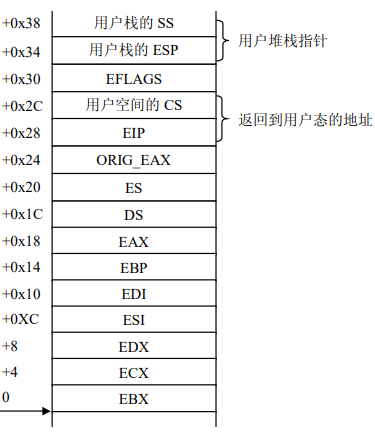 +0x38 用户栈的 SS
用户堆栈指针
+0x34 用户栈的 ESP
+0x30 EFLAGS
+0x2C 用户空间的 CS
返回到用户态的地址
+0x28 EIP
+0x24 ORIG_EAX
+0x20 ES
+0x1C DS
+0x18 EAX
+0x14 EBP
+0x10 EDI
+0XC ESI
+8 EDX
+4 ECX
0 EBX